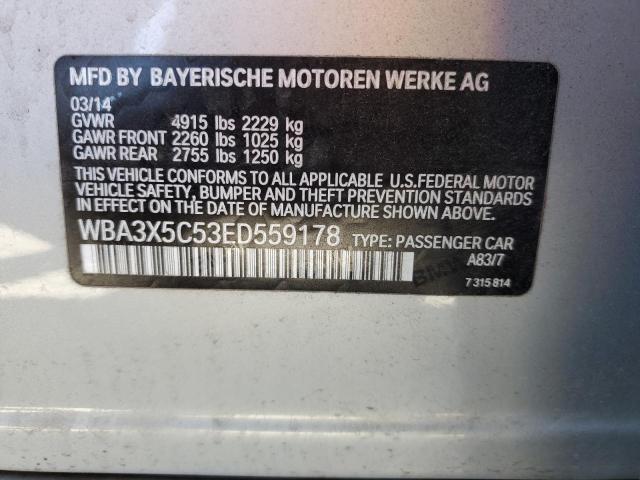 MFD BY BAYERISCHE MOTOREN WERKE AG
03/14
GVWR 4915 lbs 2229 kg
GAWR FRONT 2260 lbs 1025 kg
GAWR REAR 2755 lbs 1250 kg
THIS VEHICLE CONFORMS TO ALL APPLICABLE U.S.FEDERAL MOTOR
VEHICLE SAFETY, BUMPER AND THEFT PREVENTION STANDARDS
IN EFFECT ON THE DATE OF MANUFACTURE SHOWN ABOVE.
WBA3X5C53ED559178 TYPE: PASSENGER CAR
A83/7
BMW
7 315 814